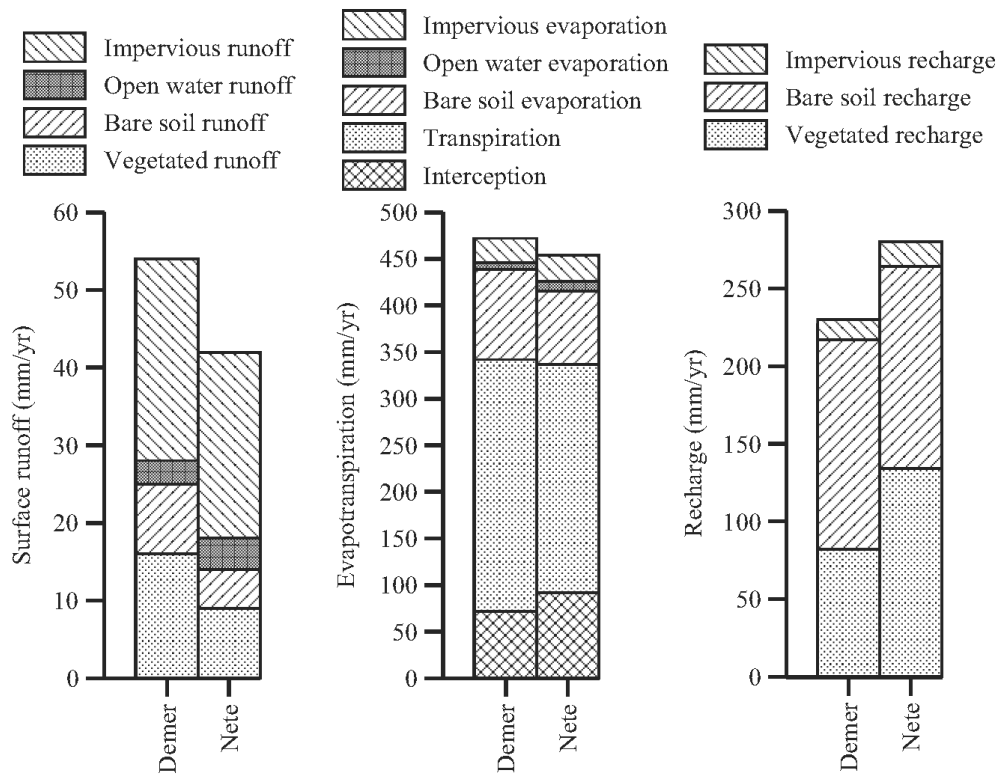 Impervious runoff
Open water runoff
Bare soil runoff
Vegetated runoff
Impervious evaporation
Open water evaporation
Bare soil evaporation
Transpiration
Interception
Impervious recharge
Bare soil recharge
Vegetated recharge
Surface runoff (mm/yr)
60
50
40
30
20
10
0
Demer
Nete
Evapotranspiration (mm/yr)
500
450
400
350
300
250
200
150
100
50
0
Demer
Nete
Recharge (mm/yr)
300
250
200
150
100
50
0
Demer
Nete